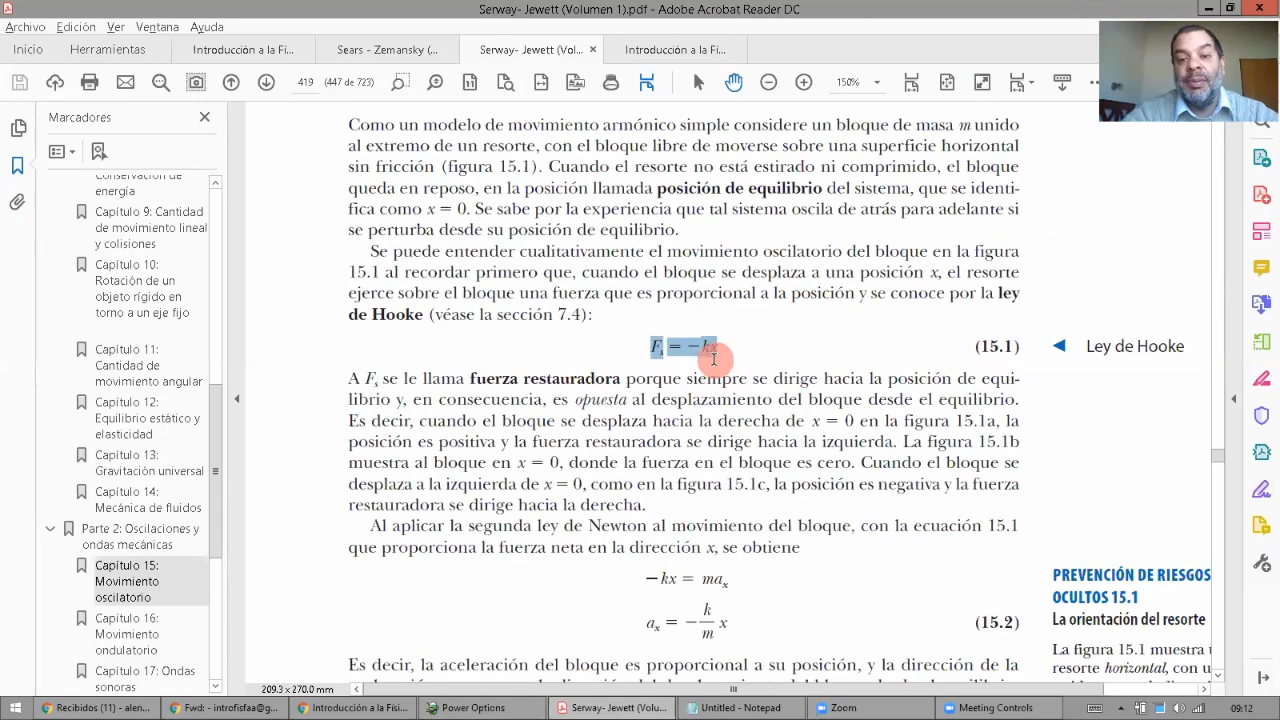 Serway-Jewett (Volumen 1).pdf - Adobe Acrobat Reader DC
Archivo Edición Ver Ventana Ayuda
Inicio Herramientas Introducción a la Fí... Sears - Zemansky (... Serway- Jewett (Vol... × Introducción a la Fí...
419 (447 de 723) 150%
Marcadores
Conservación de
energía
Capítulo 9: Cantidad
de movimiento lineal
y colisiones
Capítulo 10:
Rotación de un
objeto rígido en
torno a un eje fijo
Capítulo 11:
Cantidad de
movimiento angular
Capítulo 12:
Equilibrio estático y
elasticidad
Capítulo 13:
Gravitación universal
Capítulo 14:
Mecánica de fluidos
Parte 2: Oscilaciones y
ondas mecánicas
Capítulo 15:
Movimiento
oscilatorio
Capítulo 16:
Movimiento
ondulatorio
Capítulo 17: Ondas
sonoras
Como un modelo de movimiento armónico simple considere un bloque de masa m unido
al extremo de un resorte, con el bloque libre de moverse sobre una superficie horizontal
sin fricción (figura 15.1). Cuando el resorte no está estirado ni comprimido, el bloque
queda en reposo, en la posición llamada posición de equilibrio del sistema, que se identi-
fica como x = 0. Se sabe por la experiencia que tal sistema oscila de atrás para adelante si
se perturba desde su posición de equilibrio.
Se puede entender cualitativamente el movimiento oscilatorio del bloque en la figura
15.1 al recordar primero que, cuando el bloque se desplaza a una posición x, el resorte
ejerce sobre el bloque una fuerza que es proporcional a la posición y se conoce por la ley
de Hooke (véase la sección 7.4):
F = −k (15.1) ◀ Ley de Hooke
A Fs se le llama fuerza restauradora porque siempre se dirige hacia la posición de equi-
librio y, en consecuencia, es opuesta al desplazamiento del bloque desde el equilibrio.
Es decir, cuando el bloque se desplaza hacia la derecha de x = 0 en la figura 15.1a, la
posición es positiva y la fuerza restauradora se dirige hacia la izquierda. La figura 15.1b
muestra al bloque en x = 0, donde la fuerza en el bloque es cero. Cuando el bloque se
desplaza a la izquierda de x = 0, como en la figura 15.1c, la posición es negativa y la fuerza
restauradora se dirige hacia la derecha.
Al aplicar la segunda ley de Newton al movimiento del bloque, con la ecuación 15.1
que proporciona la fuerza neta en la dirección x, se obtiene
−kx = max
ax = − k/m x (15.2)
Es decir, la aceleración del bloque es proporcional a su posición, y la dirección de la
PREVENCIÓN DE RIESGOS
OCULTOS 15.1
La orientación del resorte
La figura 15.1 muestra u
resorte horizontal, con u
209.3 x 270.0 mm
Recibidos (11) - alen... Fwd: - introfisica@g... Introducción a la Físi... Power Options Serway- Jewett (Vol... Untitled - Notepad Zoom Meeting Controls 09:12